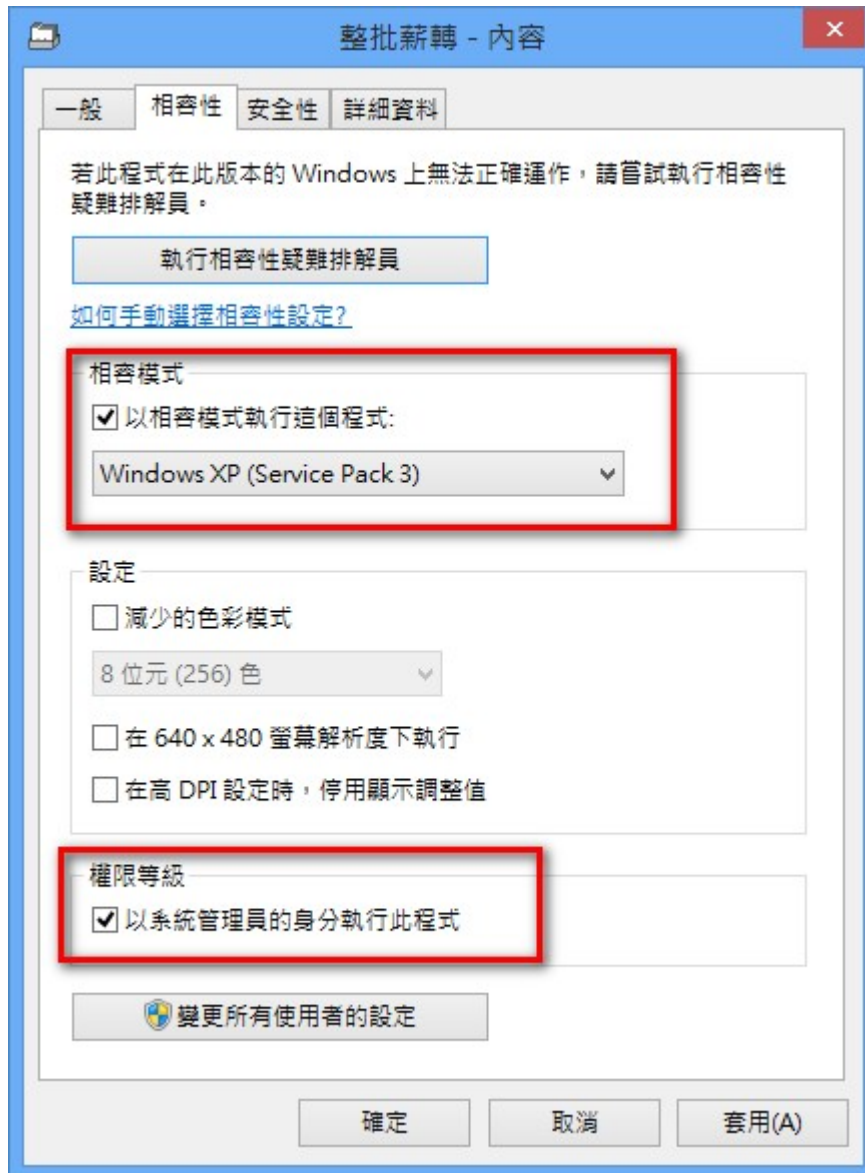 整批薪轉 - 內容
一般
相容性
安全性
詳細資料
若此程式在此版本的 Windows 上無法正確運作，請嘗試執行相容性
疑難排解員。
執行相容性疑難排解員
如何手動選擇相容性設定?
相容模式
以相容模式執行這個程式:
Windows XP (Service Pack 3)
設定
減少的色彩模式
8 位元 (256) 色
在 640 x 480 螢幕解析度下執行
在高 DPI 設定時，停用顯示調整值
權限等級
以系統管理員的身分執行此程式
變更所有使用者的設定
確定
取消
套用(A)